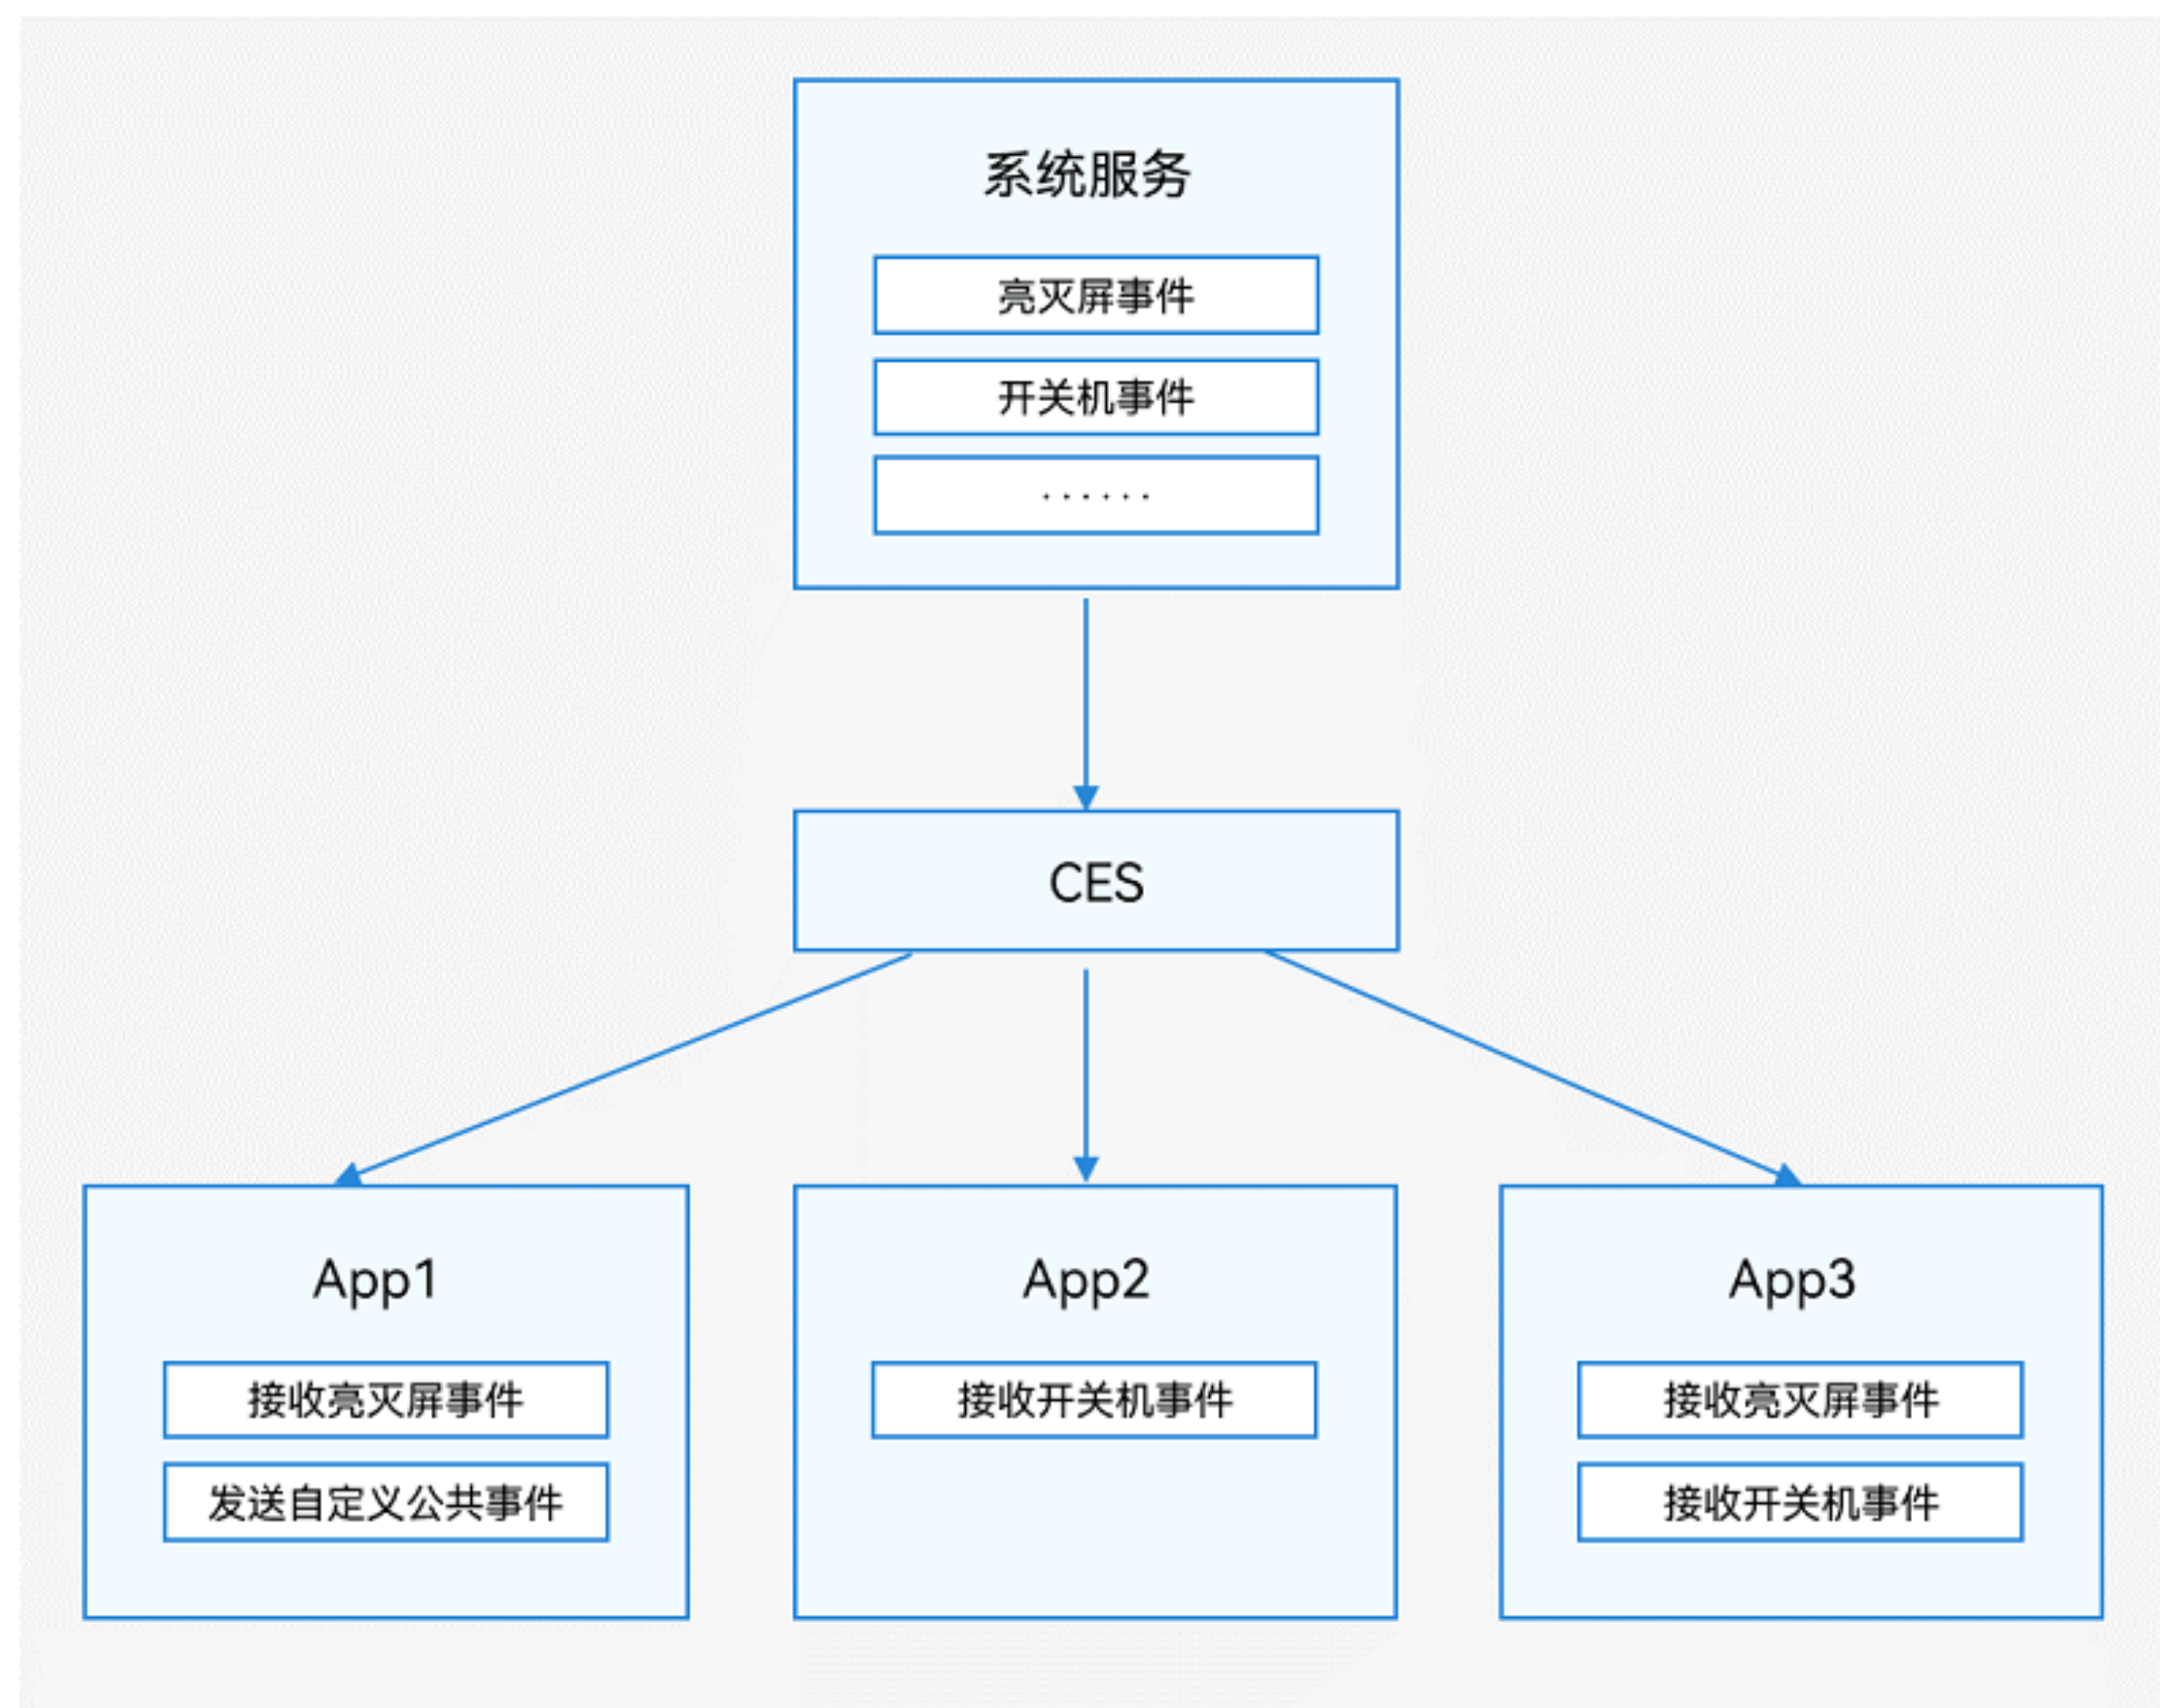 系统服务
亮灭屏事件
开关机事件
······
CES
App1
接收亮灭屏事件
发送自定义公共事件
App2
接收开关机事件
App3
接收亮灭屏事件
接收开关机事件